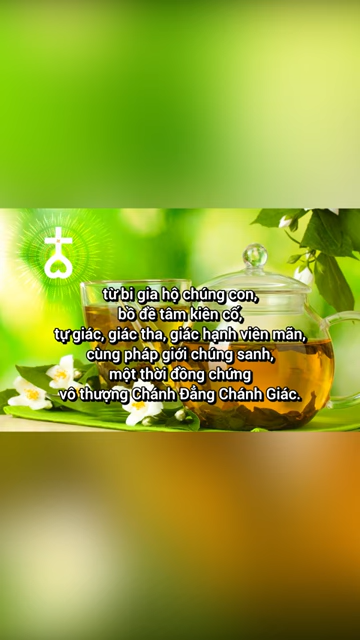 từ bi gia hộ chúng con,
bồ đề tâm kiên cố,
tự giác, giác tha, giác hạnh viên mãn,
cùng pháp giới chúng sanh,
một thời đồng chứng
vô thượng Chánh Đẳng Chánh Giác.